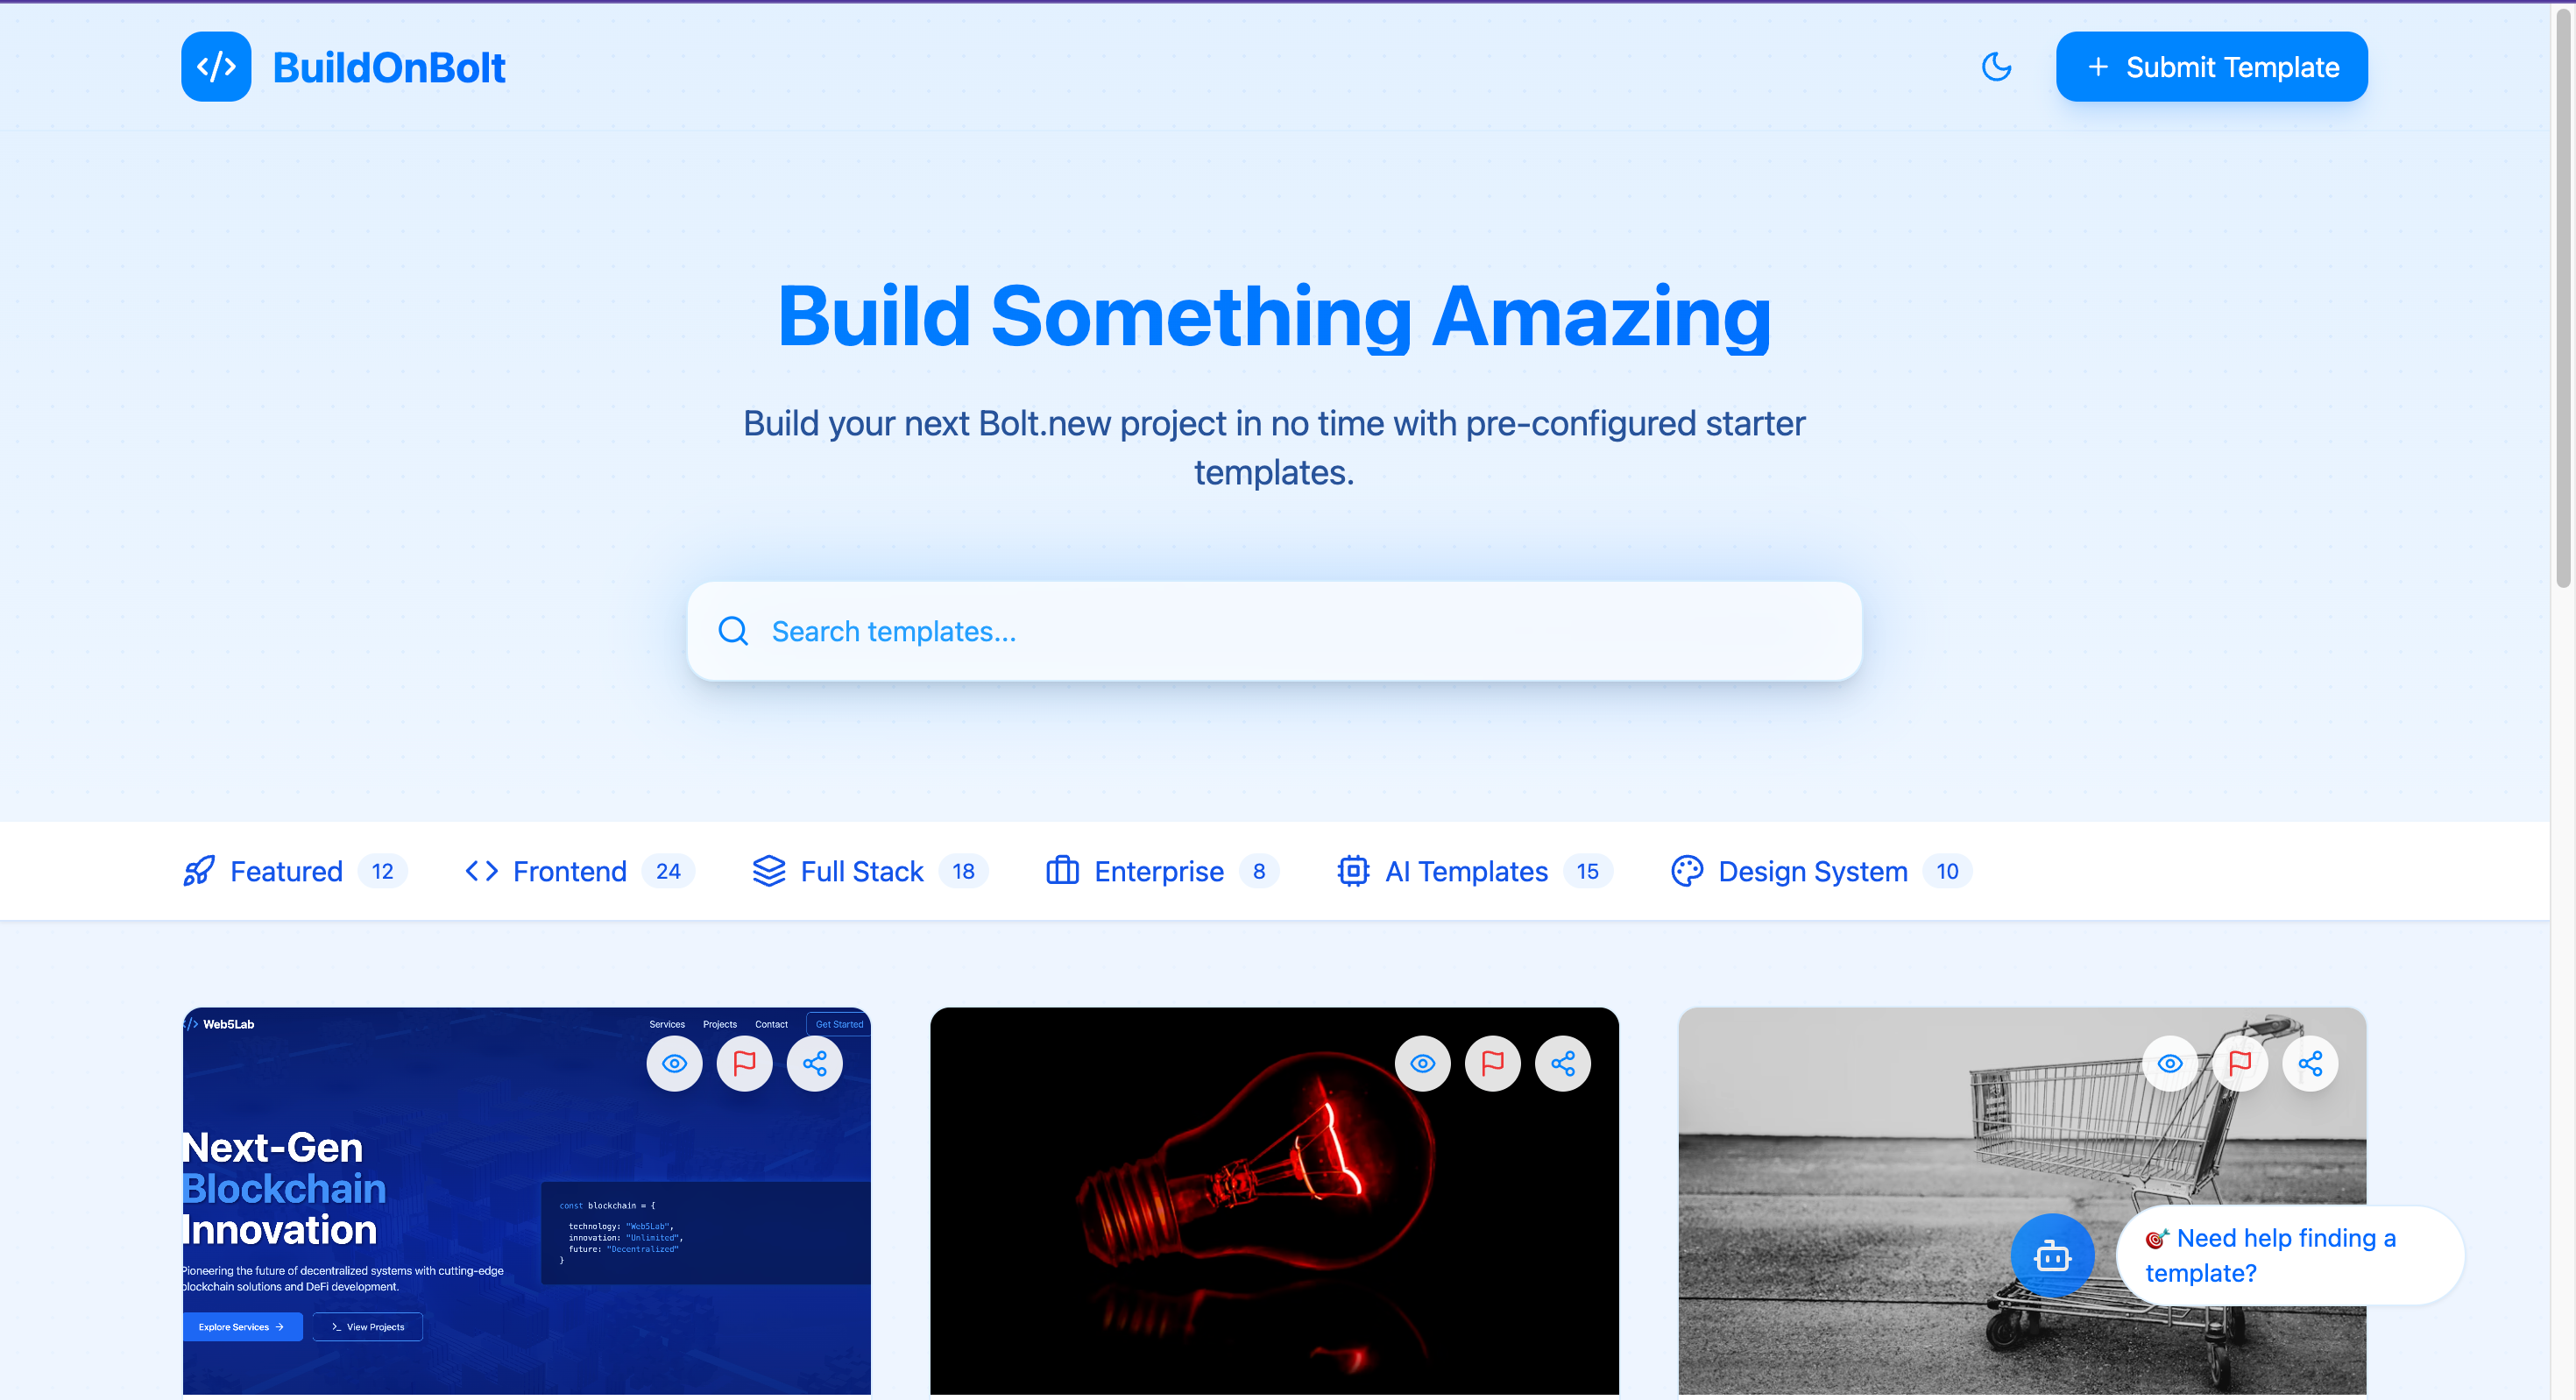 BuildOnBolt
Submit Template
Build Something Amazing
Build your next Bolt.new project in no time with pre-configured starter
templates.
Search templates...
Featured 12
Frontend 24
Full Stack 18
Enterprise 8
AI Templates 15
Design System 10
Web5Lab
Services Projects Contact Get Started
Next-Gen
Blockchain
Innovation
Pioneering the future of decentralized systems with cutting-edge
blockchain solutions and DeFi development.
Explore Services →
>_ View Projects
const blockchain = {
technology: "Web5Lab",
innovation: "Unlimited",
future: "Decentralized"
}
🎯 Need help finding a
template?